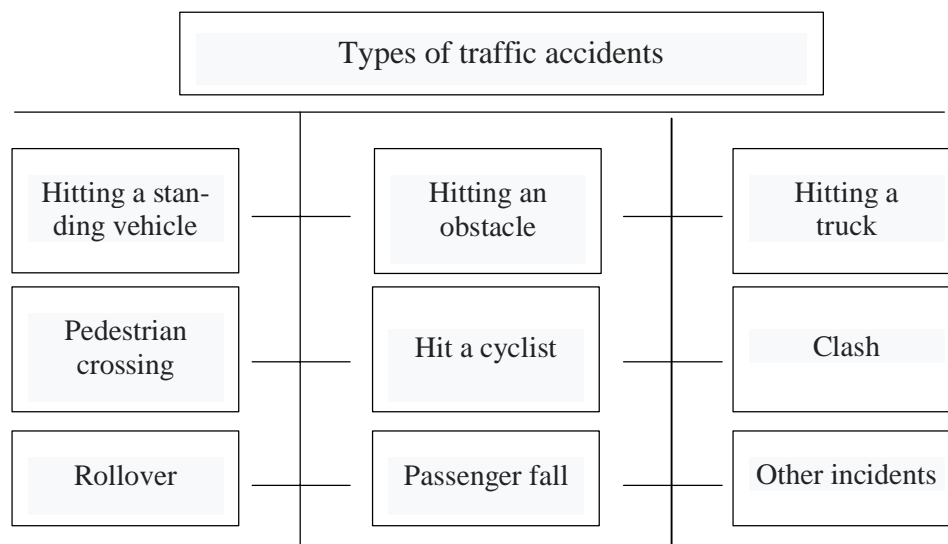 Types of traffic accidents
Hitting a stan-
ding vehicle
Hitting an
obstacle
Hitting a
truck
Pedestrian
crossing
Hit a cyclist
Clash
Rollover
Passenger fall
Other incidents